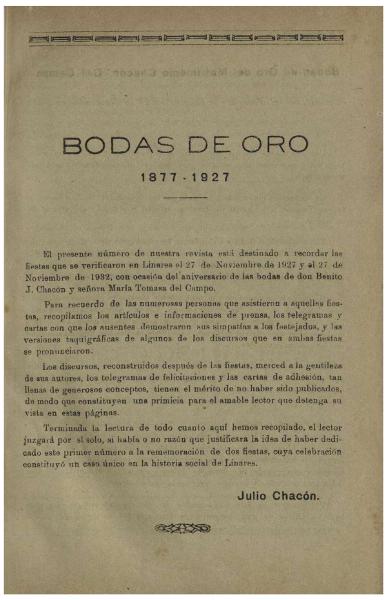 BODAS DE ORO
1877 - 1927
El presente número de nuestra revista está destinado a recordar las
fiestas que se verificaron en Linares el 27 de Noviembre de 1927 y el 27 de
Noviembre de 1932, con ocasión del aniversario de las bodas de don Benito
J. Chacón y señora María Tomasa del Campo.
Para recuerdo de las numerosas personas que asistieron a aquellas fies-
tas, recopilamos los artículos e informaciones de prensa, los telegramas y
cartas con que los ausentes demostraron sus simpatías a los festejados, y las
versiones taquigráficas de algunos de los discursos que en ambas fiestas
se pronunciaron.
Los discursos, reconstruidos después de las fiestas, merced a la gentileza
de sus autores, los telegramas de felicitaciones y las cartas de adhesión, tan
llenas de generosos conceptos, tienen el mérito de no haber sido publicados,
de modo que constituyen una primicia para el amable lector que detenga su
vista en estas páginas.
Terminada la lectura de todo cuanto aquí hemos recopilado, el lector
juzgará por sí solo, si había o no razón que justificara la idea de haber dedi-
cado este primer número a la rememoración de dos fiestas, cuya celebración
constituyó un caso único en la historia social de Linares.
Julio Chacón.